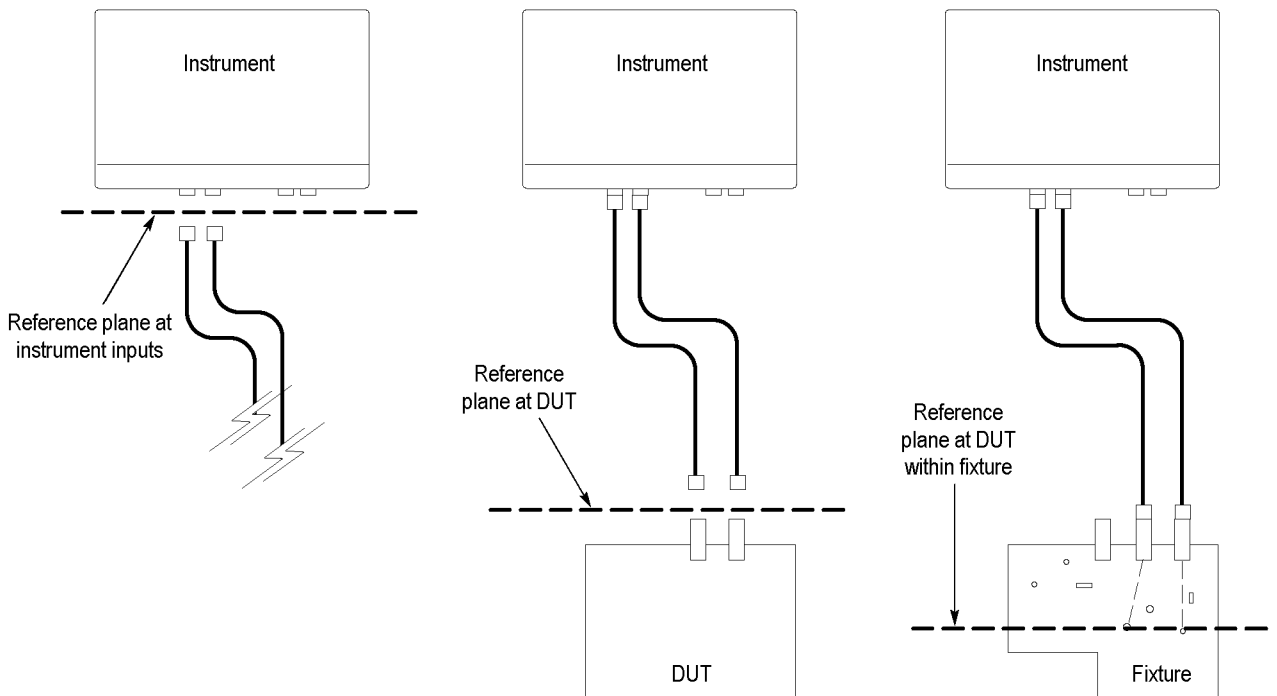 Instrument
Instrument
Instrument
Reference plane at
instrument inputs
Reference
plane at DUT
Reference
plane at DUT
within fixture
DUT
Fixture